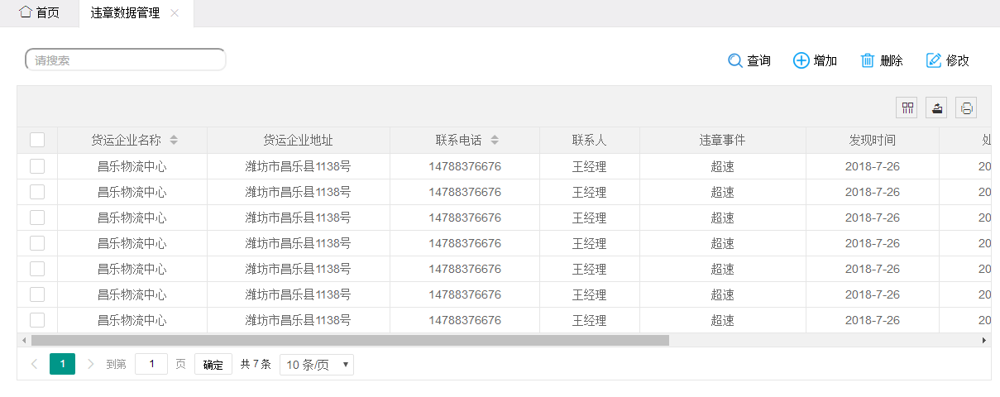 首页 违章数据管理
请搜索 查询 增加 删除 修改
货运企业名称 货运企业地址 联系电话 联系人 违章事件 发现时间 处
昌乐物流中心 潍坊市昌乐县1138号 14788376676 王经理 超速 2018-7-26 20
昌乐物流中心 潍坊市昌乐县1138号 14788376676 王经理 超速 2018-7-26 20
昌乐物流中心 潍坊市昌乐县1138号 14788376676 王经理 超速 2018-7-26 20
昌乐物流中心 潍坊市昌乐县1138号 14788376676 王经理 超速 2018-7-26 20
昌乐物流中心 潍坊市昌乐县1138号 14788376676 王经理 超速 2018-7-26 20
昌乐物流中心 潍坊市昌乐县1138号 14788376676 王经理 超速 2018-7-26 20
昌乐物流中心 潍坊市昌乐县1138号 14788376676 王经理 超速 2018-7-26 20
1 到第 1 页 确定 共 7 条 10 条/页